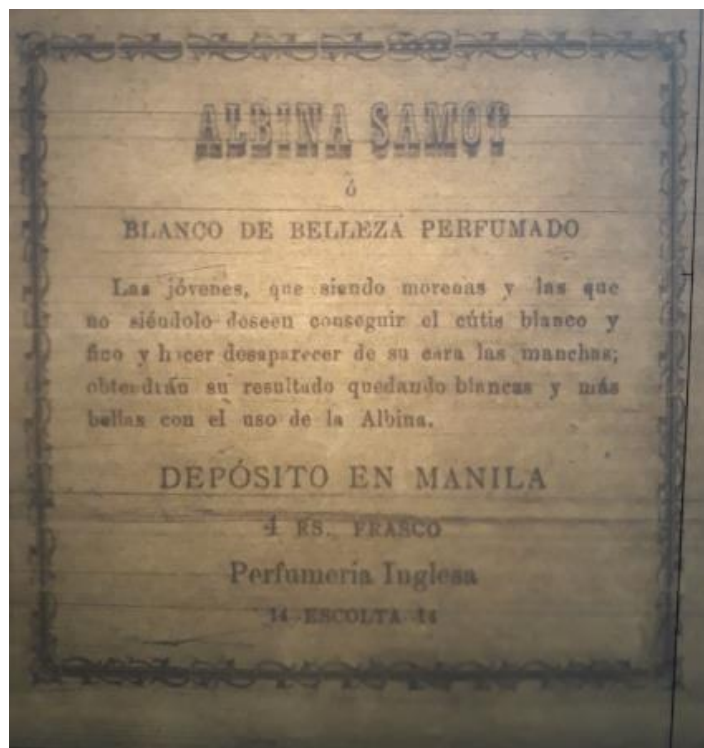 ALBINA SAMOT
ó
BLANCO DE BELLEZA PERFUMADO
Las jóvenes, que siendo morenas y las que
no siéndolo deseen conseguir el cútis blanco y
fino y hacer desaparecer de su cara las manchas;
obtendrán su resultado quedando blancas y más
bellas con el uso de la Albina.
DEPÓSITO EN MANILA
4 RS. FRASCO
Perfumería Inglesa
14 ESCOLTA 14